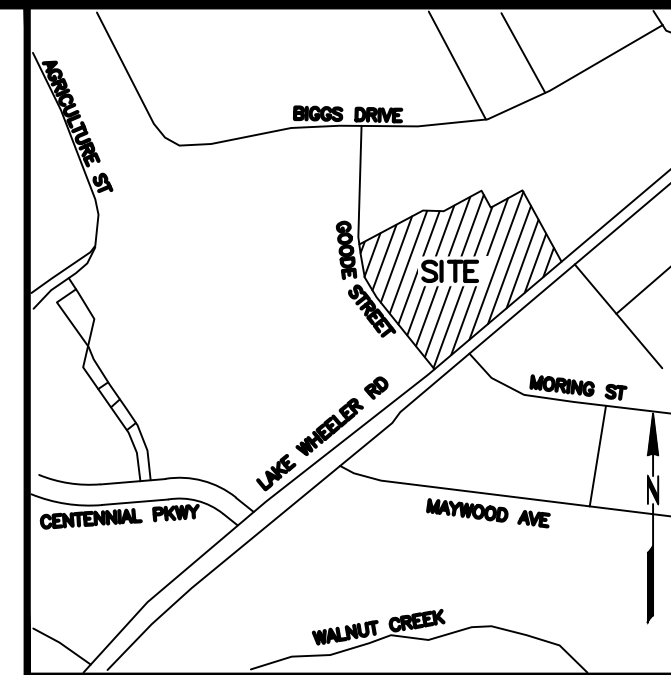 AGRICULTURE ST
BIGGS DRIVE
GOODE STREET
SITE
LAKE WHEELER RD
MORING ST
N
CENTENNIAL PKWY
MAYWOOD AVE
WALNUT CREEK